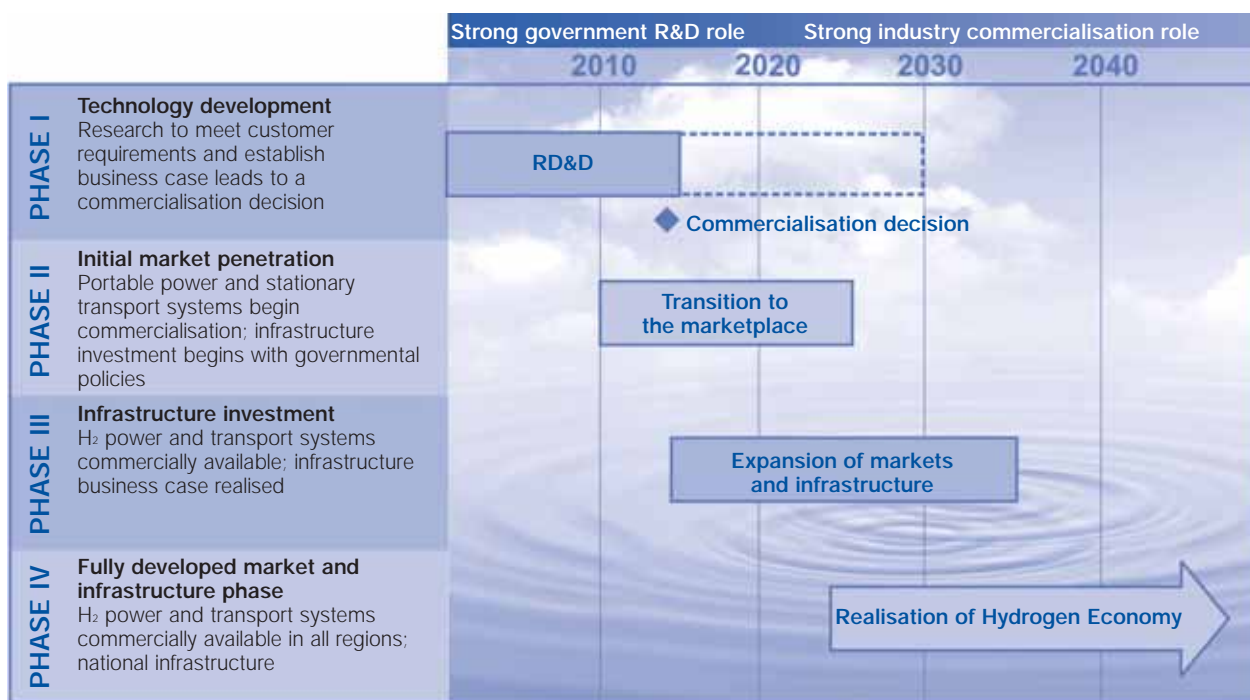 Strong government R&D role
Strong industry commercialisation role
2010
2020
2030
2040
PHASE I
Technology development
Research to meet customer
requirements and establish
business case leads to a
commercialisation decision
RD&D
Commercialisation decision
PHASE II
Initial market penetration
Portable power and stationary
transport systems begin
commercialisation; infrastructure
investment begins with governmental
policies
Transition to
the marketplace
PHASE III
Infrastructure investment
H₂ power and transport systems
commercially available; infrastructure
business case realised
Expansion of markets
and infrastructure
PHASE IV
Fully developed market and
infrastructure phase
H₂ power and transport systems
commercially available in all regions;
national infrastructure
Realisation of Hydrogen Economy